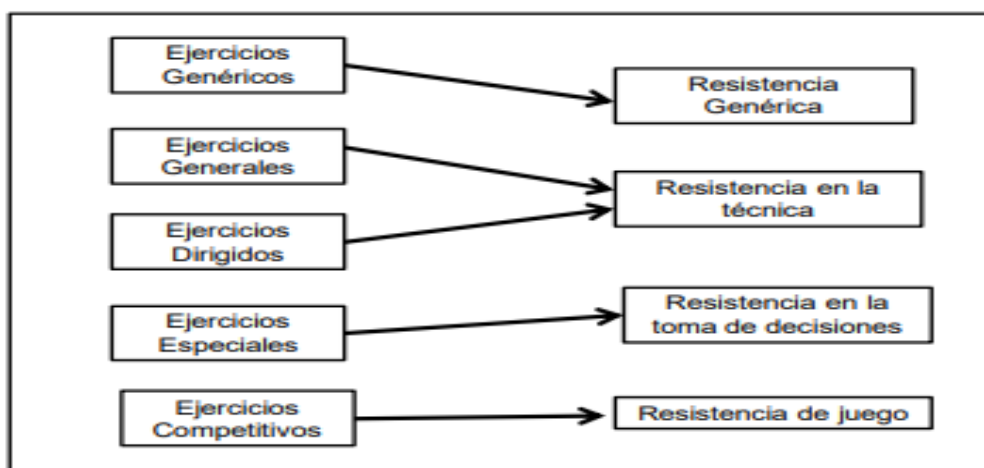 Ejercicios
Genéricos
Resistencia
Genérica
Ejercicios
Generales
Resistencia en la
técnica
Ejercicios
Dirigidos
Ejercicios
Especiales
Resistencia en la
toma de decisiones
Ejercicios
Competitivos
Resistencia de juego